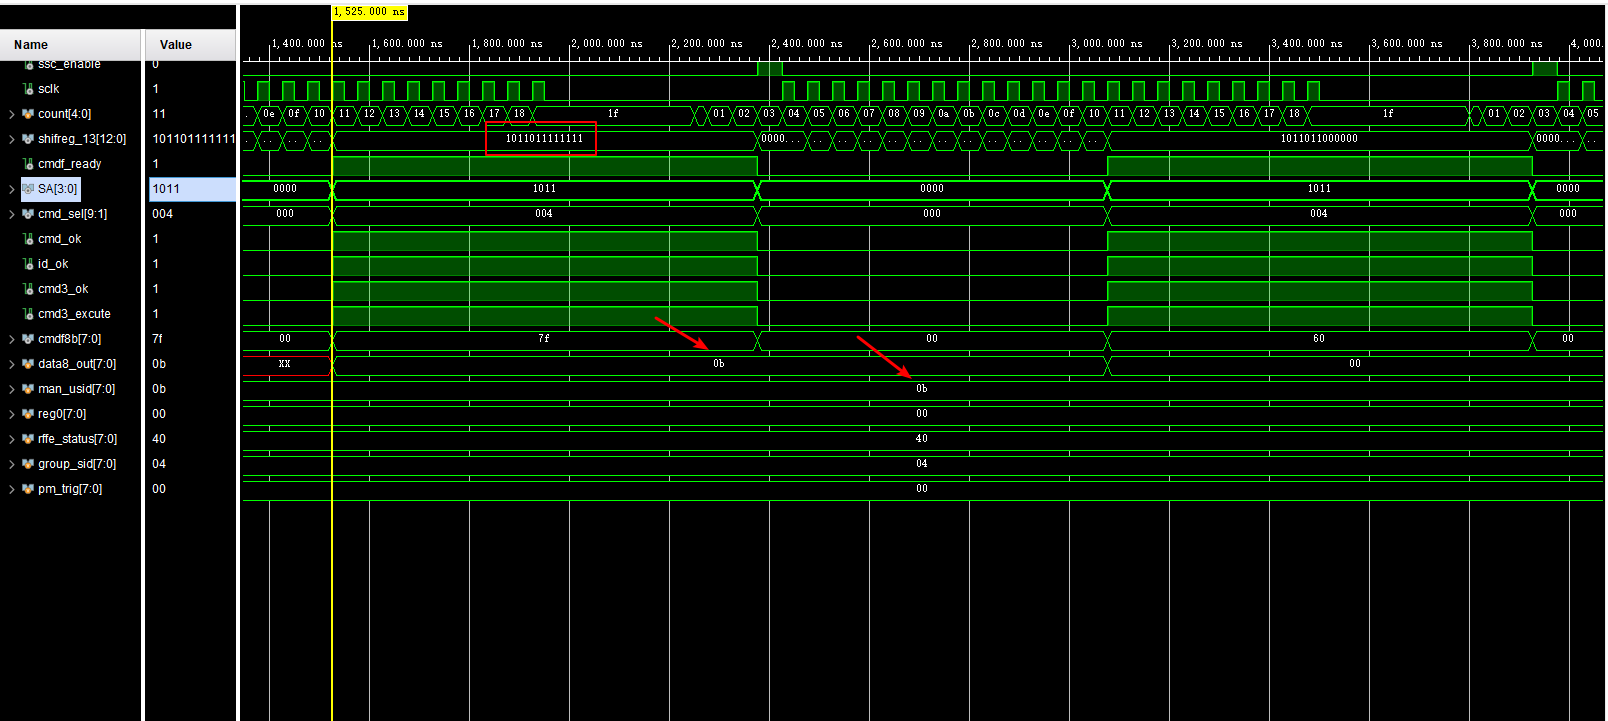 1,525.000 ns
Name Value
1,400.000 ns 1,600.000 ns 1,800.000 ns 2,000.000 ns 2,200.000 ns 2,400.000 ns 2,600.000 ns 2,800.000 ns 3,000.000 ns 3,200.000 ns 3,400.000 ns 3,600.000 ns 3,800.000 ns 4,000.
ssc_enable 0
sclk 1
count[4:0] 11 . 0e 0f 10 11 12 13 14 15 16 17 18 1f 01 02 03 04 05 06 07 08 09 0a 0b 0c 0d 0e 0f 10 11 12 13 14 15 16 17 18 1f 01 02 03 04 05
shifreg_13[12:0] 101101111111 .. .. .. 1011011111111 0000... .. .. .. .. .. .. .. .. .. .. .. .. 1011011000000 0000... ..
cmdf_ready 1
SA[3:0] 1011 0000 1011 0000 1011 0000
cmd_sel[9:1] 004 000 004 000 004 000
cmd_ok 1
id_ok 1
cmd3_ok 1
cmd3_excute 1
cmdf8b[7:0] 7f 00 7f 00 60 00
data8_out[7:0] 0b XX 0b 00
man_usid[7:0] 0b 0b
reg0[7:0] 00 00
rffe_status[7:0] 40 40
group_sid[7:0] 04 04
pm_trig[7:0] 00 00